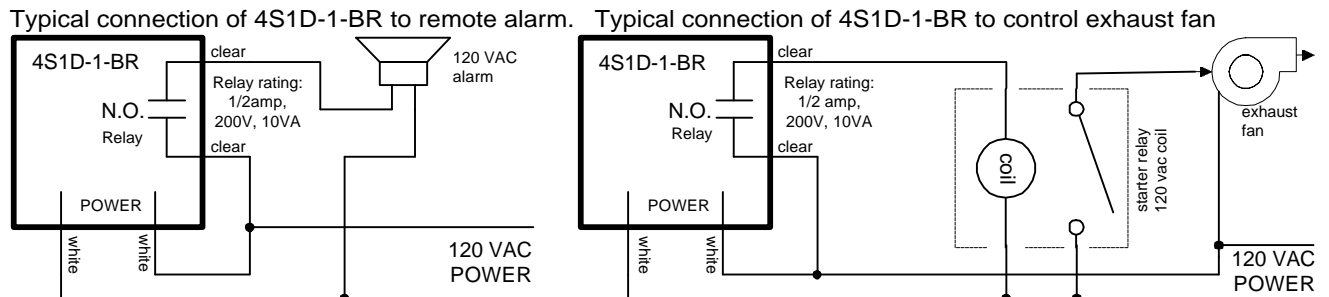 Typical connection of 4S1D-1-BR to remote alarm.
4S1D-1-BR
clear
120 VAC
alarm
Relay rating:
1/2amp,
200V, 10VA
N.O.
Relay
clear
POWER
white
white
120 VAC
POWER
Typical connection of 4S1D-1-BR to control exhaust fan
4S1D-1-BR
clear
Relay rating:
1/2 amp,
200V, 10VA
N.O.
Relay
clear
coil
starter relay
120 vac coil
exhaust
fan
POWER
white
white
120 VAC
POWER